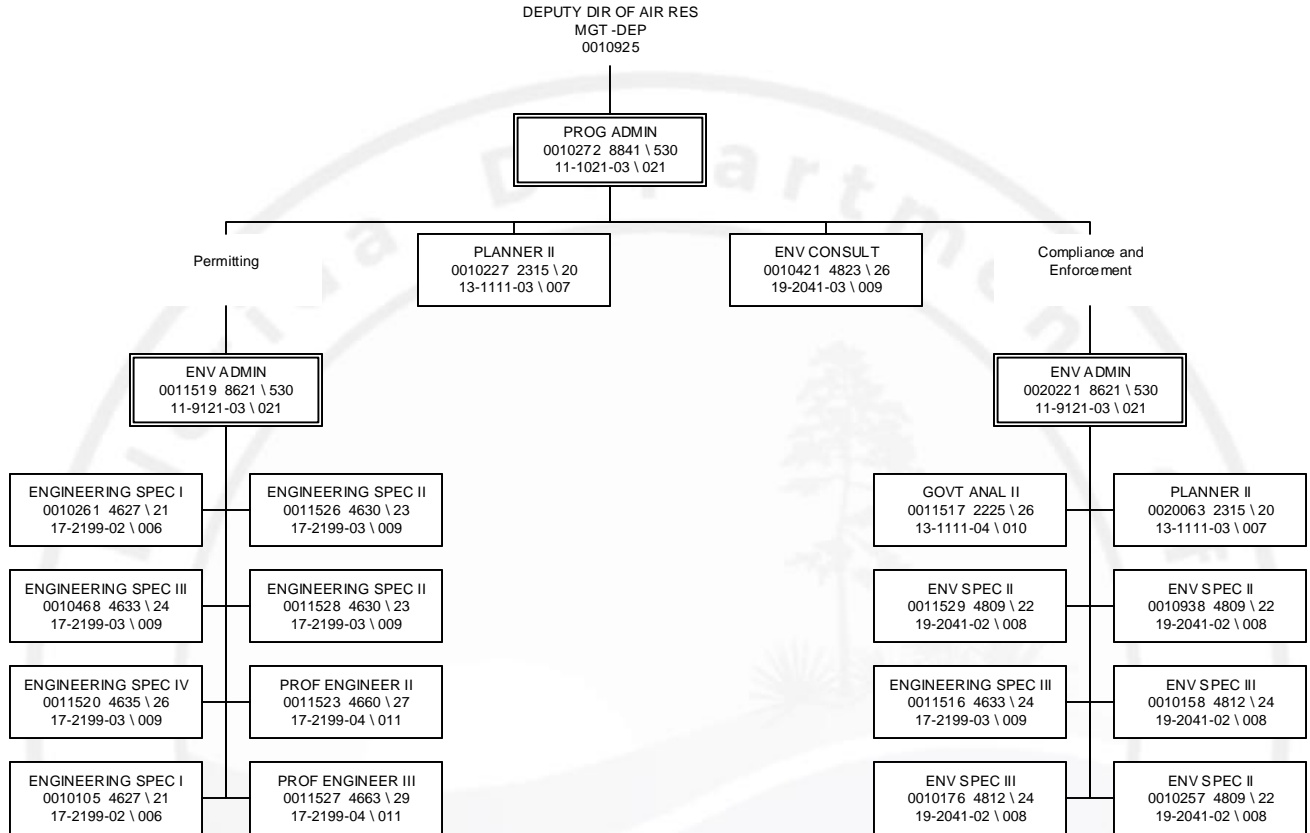 DEPUTY DIR OF AIR RES
MGT -DEP
0010925
PROG ADMIN
0010272 8841 \ 530
11-1021-03 \ 021
Permitting
PLANNER II
0010227 2315 \ 20
13-1111-03 \ 007
ENV CONSULT
0010421 4823 \ 26
19-2041-03 \ 009
Compliance and
Enforcement
ENV ADMIN
0011519 8621 \ 530
11-9121-03 \ 021
ENV ADMIN
0020221 8621 \ 530
11-9121-03 \ 021
ENGINEERING SPEC I
0010261 4627 \ 21
17-2199-02 \ 006
ENGINEERING SPEC II
0011526 4630 \ 23
17-2199-03 \ 009
GOVT ANAL II
0011517 2225 \ 26
13-1111-04 \ 010
PLANNER II
0020063 2315 \ 20
13-1111-03 \ 007
ENGINEERING SPEC III
0010468 4633 \ 24
17-2199-03 \ 009
ENGINEERING SPEC II
0011528 4630 \ 23
17-2199-03 \ 009
ENV SPEC II
0011529 4809 \ 22
19-2041-02 \ 008
ENV SPEC II
0010938 4809 \ 22
19-2041-02 \ 008
ENGINEERING SPEC IV
0011520 4635 \ 26
17-2199-03 \ 009
PROF ENGINEER II
0011523 4660 \ 27
17-2199-04 \ 011
ENGINEERING SPEC III
0011516 4633 \ 24
17-2199-03 \ 009
ENV SPEC III
0010158 4812 \ 24
19-2041-02 \ 008
ENGINEERING SPEC I
0010105 4627 \ 21
17-2199-02 \ 006
PROF ENGINEER III
0011527 4663 \ 29
17-2199-04 \ 011
ENV SPEC III
0010176 4812 \ 24
19-2041-02 \ 008
ENV SPEC II
0010257 4809 \ 22
19-2041-02 \ 008